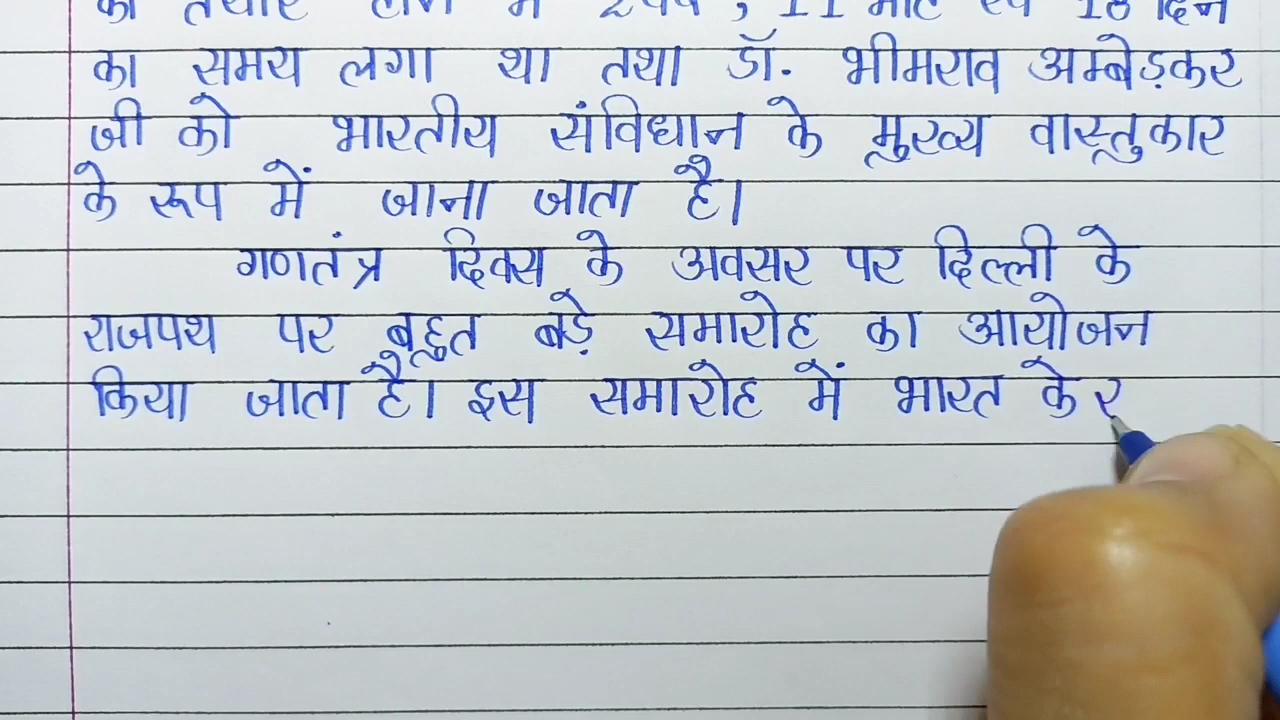 का समय लगा था तथा डॉ. भीमराव अम्बेड़कर
जी को भारतीय संविधान के मुख्य वास्तुकार
के रूप में जाना जाता है।
गणतंत्र दिवस के अवसर पर दिल्ली के
राजपथ पर बहुत बड़े समारोह का आयोजन
किया जाता है। इस समारोह में भारत के र